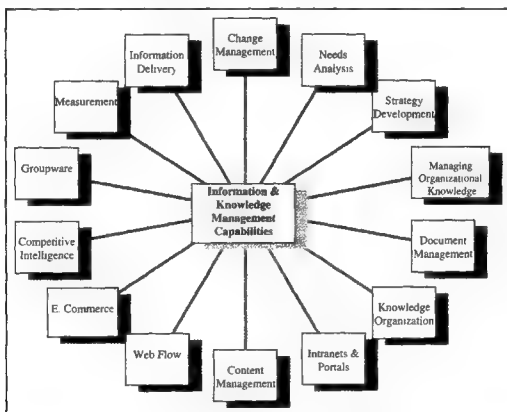 Change
Management
Information
Delivery
Needs
Analysis
Measurement
Strategy
Development
Groupware
Managing
Organizational
Knowledge
Information &
Knowledge
Management
Capabilities
Competitive
Intelligence
Document
Management
E. Commerce
Knowledge
Organization
Web Flow
Content
Management
Intranets &
Portals